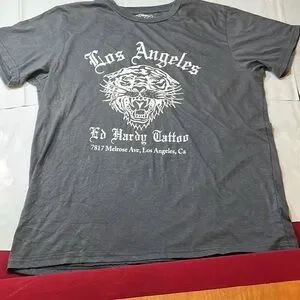 Los Angeles
Ed Hardy Tattoo
7817 Melrose Ave, Los Angeles, Ca